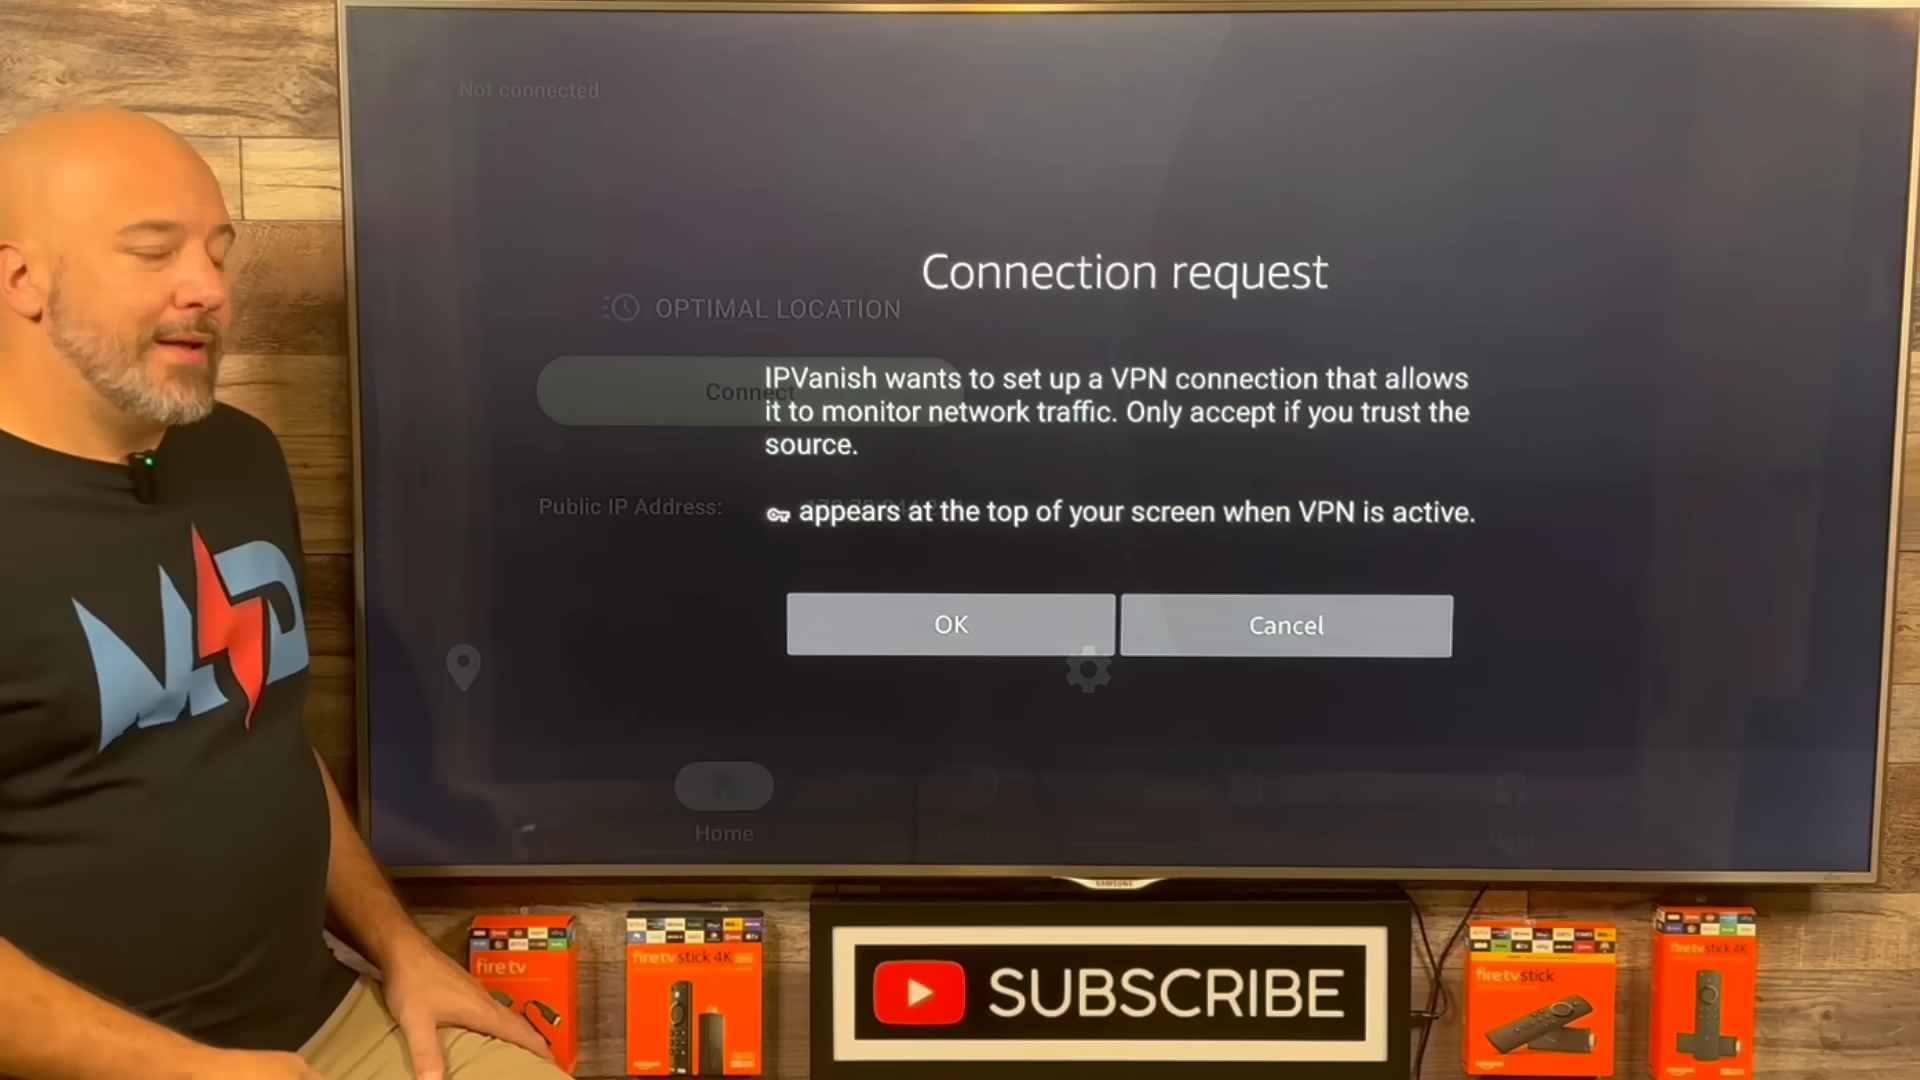 Not connected
Connection request
OPTIMAL LOCATION
Connect
IPVanish wants to set up a VPN connection that allows
it to monitor network traffic. Only accept if you trust the
source.
Public IP Address:
appears at the top of your screen when VPN is active.
OK
Cancel
Home
SAMSUNG
SUBSCRIBE
fire tv
fire tv stick 4K
fire tv stick
fire tv stick 4K